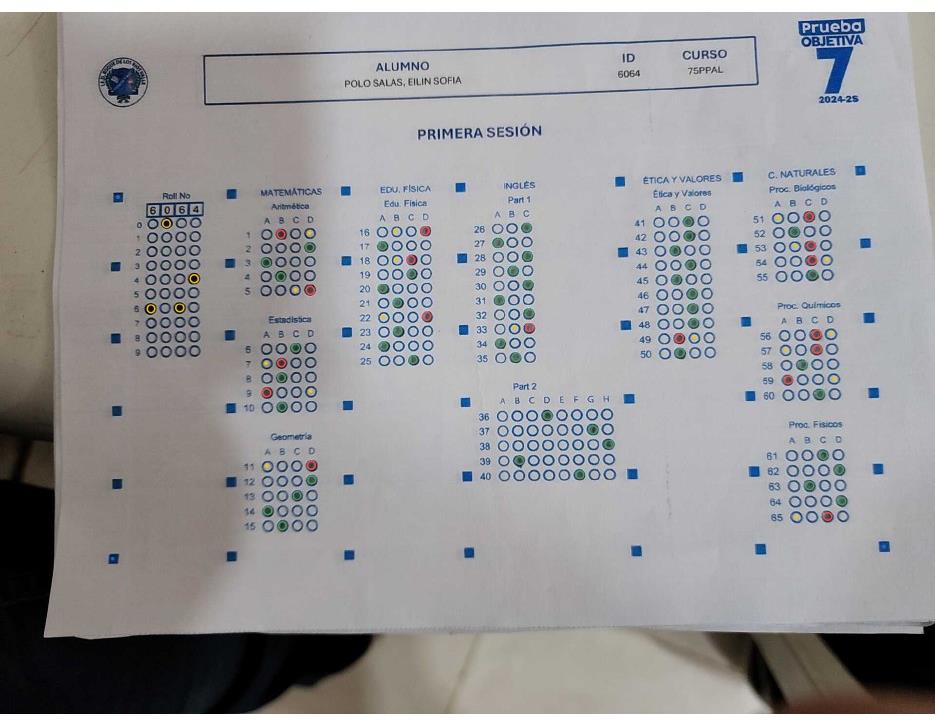 Prueba
OBJETIVA
7
2024-2S
ALUMNO
POLO SALAS, EILIN SOFIA
ID
6064
CURSO
75PPAL
PRIMERA SESIÓN
Roll No
6 0 6 4
0
1
2
3
4
5
6
7
8
9
MATEMÁTICAS
Aritmética
A B C D
1
2
3
4
5
Estadística
A B C D
6
7
8
9
10
Geometría
A B C D
11
12
13
14
15
EDU. FÍSICA
Edu. Física
A B C D
16
17
18
19
20
21
22
23
24
25
INGLÉS
Part 1
A B C
26
27
28
29
30
31
32
33
34
35
Part 2
A B C D E F G H
36
37
38
39
40
ÉTICA Y VALORES
Ética y Valores
A B C D
41
42
43
44
45
46
47
48
49
50
C. NATURALES
Proc. Biológicos
A B C D
51
52
53
54
55
Proc. Químicos
A B C D
56
57
58
59
60
Proc. Físicos
A B C D
61
62
63
64
65